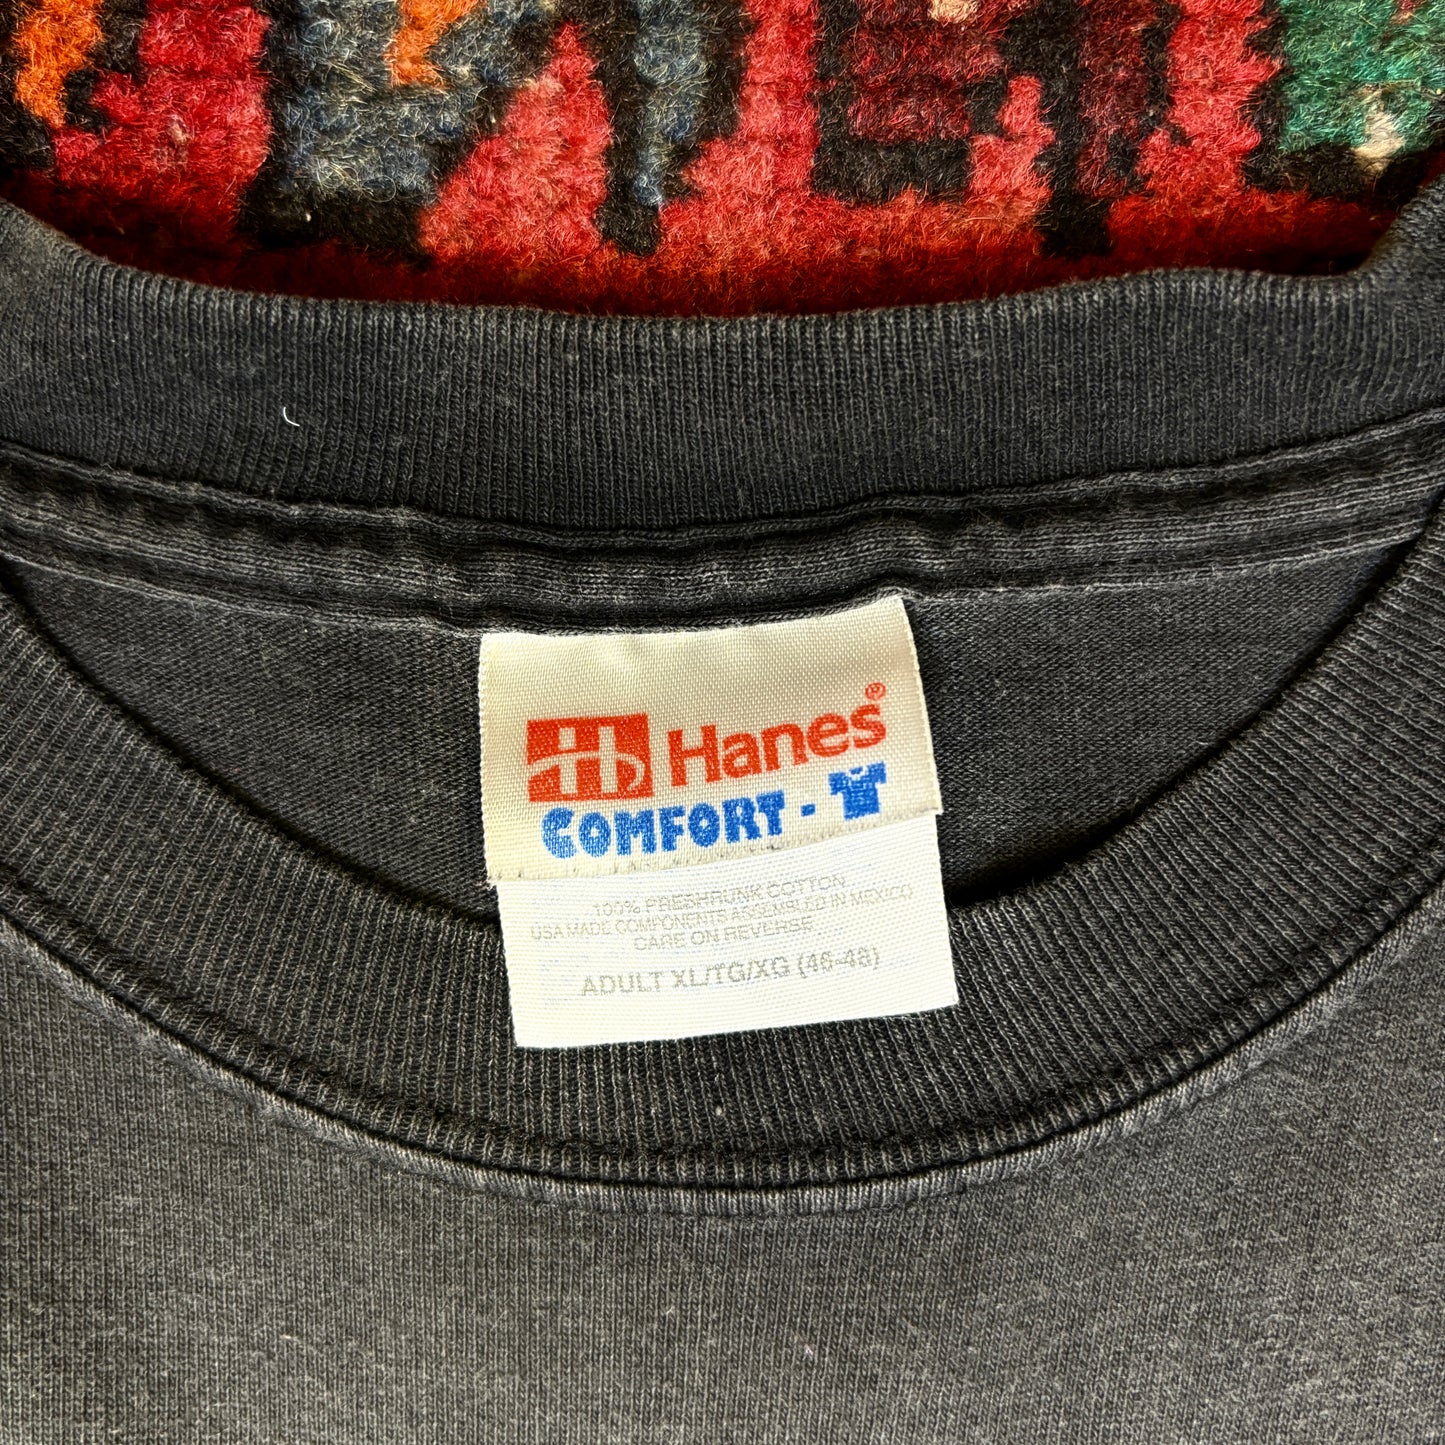 Hanes®
COMFORT-T
100% PRESHRUNK COTTON
USA MADE COMPONENTS ASSEMBLED IN MEXICO
CARE ON REVERSE
ADULT XL/TG/XG (46-48)